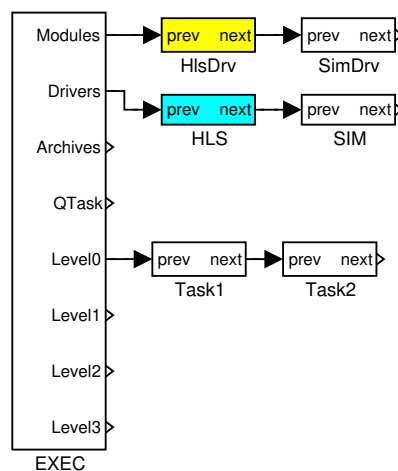 Modules
prev next
prev next
HlsDrv
SimDrv
Drivers
prev next
prev next
HLS
SIM
Archives
QTask
Level0
prev next
prev next
Task1
Task2
Level1
Level2
Level3
EXEC